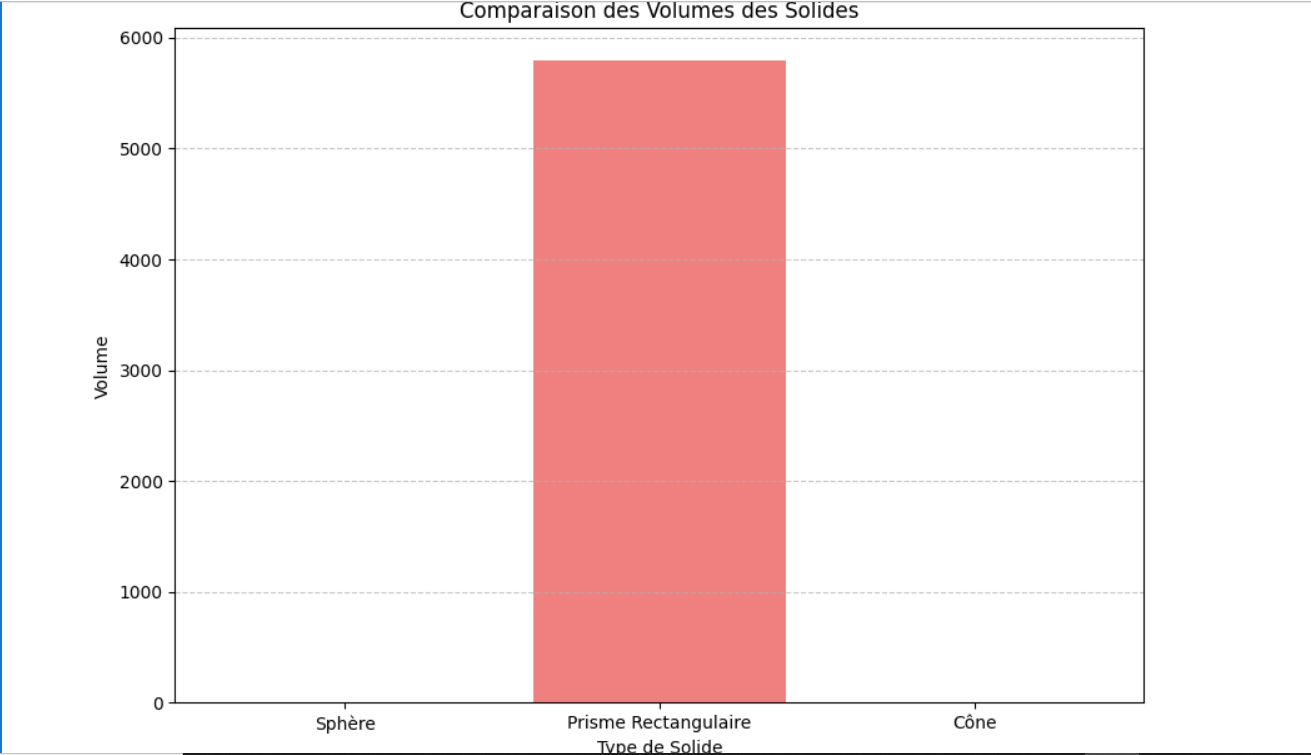 Comparaison des Volumes des Solides
6000
5000
4000
3000
2000
1000
0
Volume
Sphère
Prisme Rectangulaire
Cône
Type de Solide